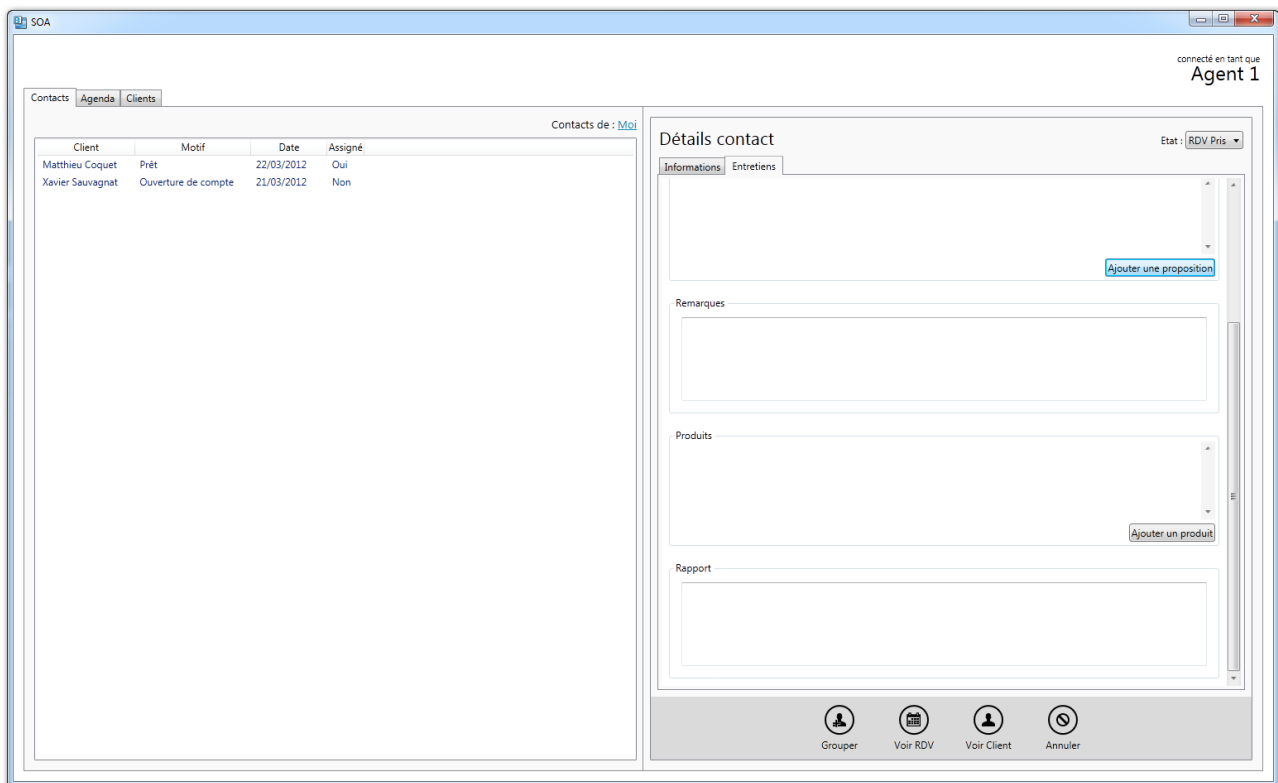 SOA
connecté en tant que
Agent 1
Contacts Agenda Clients
Contacts de : Moi
Client Motif Date Assigné
Matthieu Coquet Prêt 22/03/2012 Oui
Xavier Sauvagnat Ouverture de compte 21/03/2012 Non
Détails contact
Etat : RDV Pris
Informations Entretiens
Ajouter une proposition
Remarques
Produits
Ajouter un produit
Rapport
Grouper Voir RDV Voir Client Annuler